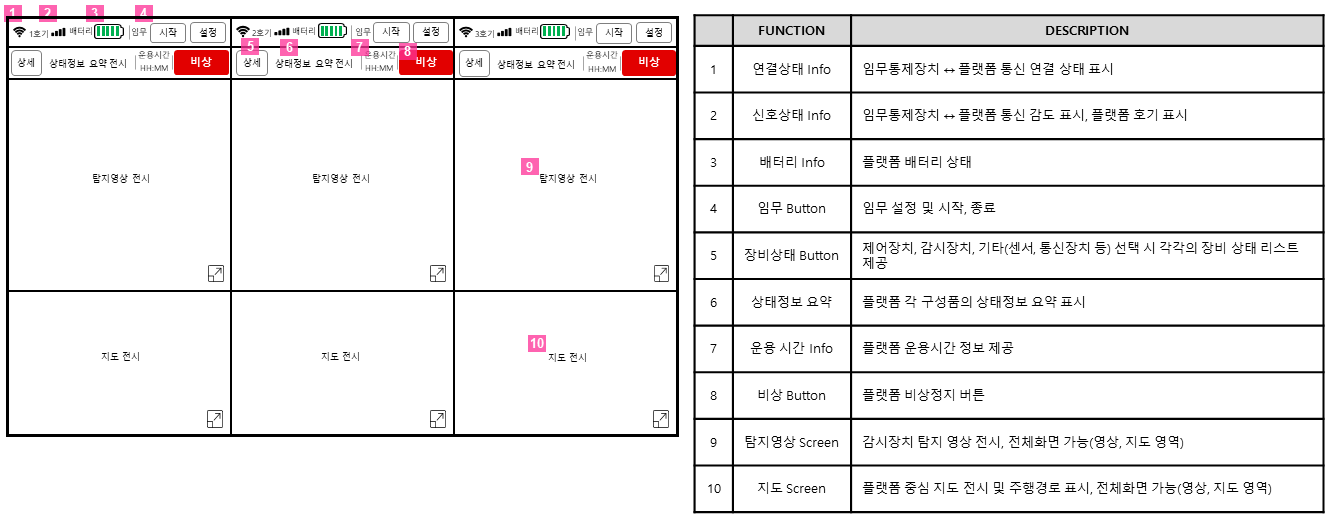 1 2 3 4
1호기 배터리 임무 시작 설정
2호기 배터리 임무 시작 설정
3호기 배터리 임무 시작 설정
5 6 7 8
상세 상태정보 요약 전시 운용시간 HH:MM 비상
상세 상태정보 요약 전시 운용시간 HH:MM 비상
상세 상태정보 요약 전시 운용시간 HH:MM 비상
9
탐지영상 전시 탐지영상 전시 탐지영상 전시
10
지도 전시 지도 전시 지도 전시
FUNCTION DESCRIPTION
1 연결상태 Info 임무통제장치 ↔ 플랫폼 통신 연결 상태 표시
2 신호상태 Info 임무통제장치 ↔ 플랫폼 통신 감도 표시, 플랫폼 호기 표시
3 배터리 Info 플랫폼 배터리 상태
4 임무 Button 임무 설정 및 시작, 종료
5 장비상태 Button 제어장치, 감시장치, 기타(센서, 통신장치 등) 선택 시 각각의 장비 상태 리스트
제공
6 상태정보 요약 플랫폼 각 구성품의 상태정보 요약 표시
7 운용 시간 Info 플랫폼 운용시간 정보 제공
8 비상 Button 플랫폼 비상정지 버튼
9 탐지영상 Screen 감시장치 탐지 영상 전시, 전체화면 가능(영상, 지도 영역)
10 지도 Screen 플랫폼 중심 지도 전시 및 주행경로 표시, 전체화면 가능(영상, 지도 영역)